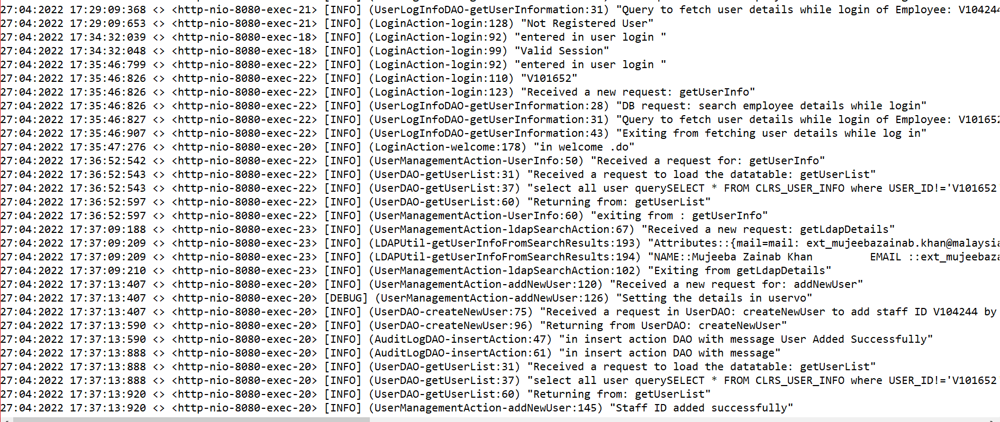 27:04:2022 17:29:09:368 <> <http-nio-8080-exec-21> [INFO] (UserLogInfoDAO-getUserInformation:31) "Query to fetch user details while login of Employee: V104244
27:04:2022 17:29:09:653 <> <http-nio-8080-exec-21> [INFO] (LoginAction-login:128) "Not Registered User"
27:04:2022 17:34:32:039 <> <http-nio-8080-exec-18> [INFO] (LoginAction-login:92) "entered in user login "
27:04:2022 17:34:32:048 <> <http-nio-8080-exec-18> [INFO] (LoginAction-login:99) "Valid Session"
27:04:2022 17:35:46:799 <> <http-nio-8080-exec-22> [INFO] (LoginAction-login:92) "entered in user login "
27:04:2022 17:35:46:826 <> <http-nio-8080-exec-22> [INFO] (LoginAction-login:110) "V101652"
27:04:2022 17:35:46:826 <> <http-nio-8080-exec-22> [INFO] (LoginAction-login:123) "Received a new request: getUserInfo"
27:04:2022 17:35:46:826 <> <http-nio-8080-exec-22> [INFO] (UserLogInfoDAO-getUserInformation:28) "DB request: search employee details while login"
27:04:2022 17:35:46:827 <> <http-nio-8080-exec-22> [INFO] (UserLogInfoDAO-getUserInformation:31) "Query to fetch user details while login of Employee: V101652
27:04:2022 17:35:46:907 <> <http-nio-8080-exec-22> [INFO] (UserLogInfoDAO-getUserInformation:43) "Exiting from fetching user details while log in"
27:04:2022 17:35:47:276 <> <http-nio-8080-exec-20> [INFO] (LoginAction-welcome:178) "in welcome .do"
27:04:2022 17:36:52:542 <> <http-nio-8080-exec-22> [INFO] (UserManagementAction-UserInfo:50) "Received a request for: getUserInfo"
27:04:2022 17:36:52:543 <> <http-nio-8080-exec-22> [INFO] (UserDAO-getUserList:31) "Received a request to load the datatable: getUserList"
27:04:2022 17:36:52:543 <> <http-nio-8080-exec-22> [INFO] (UserDAO-getUserList:37) "select all user querySELECT * FROM CLRS_USER_INFO where USER_ID!='V101652'
27:04:2022 17:36:52:597 <> <http-nio-8080-exec-22> [INFO] (UserDAO-getUserList:60) "Returning from: getUserList"
27:04:2022 17:36:52:597 <> <http-nio-8080-exec-22> [INFO] (UserManagementAction-UserInfo:60) "exiting from : getUserInfo"
27:04:2022 17:37:09:188 <> <http-nio-8080-exec-23> [INFO] (UserManagementAction-ldapSearchAction:67) "Received a new request: getLdapDetails"
27:04:2022 17:37:09:209 <> <http-nio-8080-exec-23> [INFO] (LDAPUtil-getUserInfoFromSearchResults:193) "Attributes::{mail=mail: ext_mujeebazainab.khan@malaysia
27:04:2022 17:37:09:209 <> <http-nio-8080-exec-23> [INFO] (LDAPUtil-getUserInfoFromSearchResults:194) "NAME::Mujeeba Zainab Khan         EMAIL ::ext_mujeebaza
27:04:2022 17:37:09:210 <> <http-nio-8080-exec-23> [INFO] (UserManagementAction-ldapSearchAction:102) "Exiting from getLdapDetails"
27:04:2022 17:37:13:407 <> <http-nio-8080-exec-20> [INFO] (UserManagementAction-addNewUser:120) "Received a new request for: addNewUser"
27:04:2022 17:37:13:407 <> <http-nio-8080-exec-20> [DEBUG] (UserManagementAction-addNewUser:126) "Setting the details in uservo"
27:04:2022 17:37:13:407 <> <http-nio-8080-exec-20> [INFO] (UserDAO-createNewUser:75) "Received a request in UserDAO: createNewUser to add staff ID V104244 by
27:04:2022 17:37:13:590 <> <http-nio-8080-exec-20> [INFO] (UserDAO-createNewUser:96) "Returning from UserDAO: createNewUser"
27:04:2022 17:37:13:590 <> <http-nio-8080-exec-20> [INFO] (AuditLogDAO-insertAction:47) "in insert action DAO with message User Added Successfully"
27:04:2022 17:37:13:888 <> <http-nio-8080-exec-20> [INFO] (AuditLogDAO-insertAction:61) "in insert action DAO with message"
27:04:2022 17:37:13:888 <> <http-nio-8080-exec-20> [INFO] (UserDAO-getUserList:31) "Received a request to load the datatable: getUserList"
27:04:2022 17:37:13:888 <> <http-nio-8080-exec-20> [INFO] (UserDAO-getUserList:37) "select all user querySELECT * FROM CLRS_USER_INFO where USER_ID!='V101652'
27:04:2022 17:37:13:920 <> <http-nio-8080-exec-20> [INFO] (UserDAO-getUserList:60) "Returning from: getUserList"
27:04:2022 17:37:13:920 <> <http-nio-8080-exec-20> [INFO] (UserManagementAction-addNewUser:145) "Staff ID added successfully"